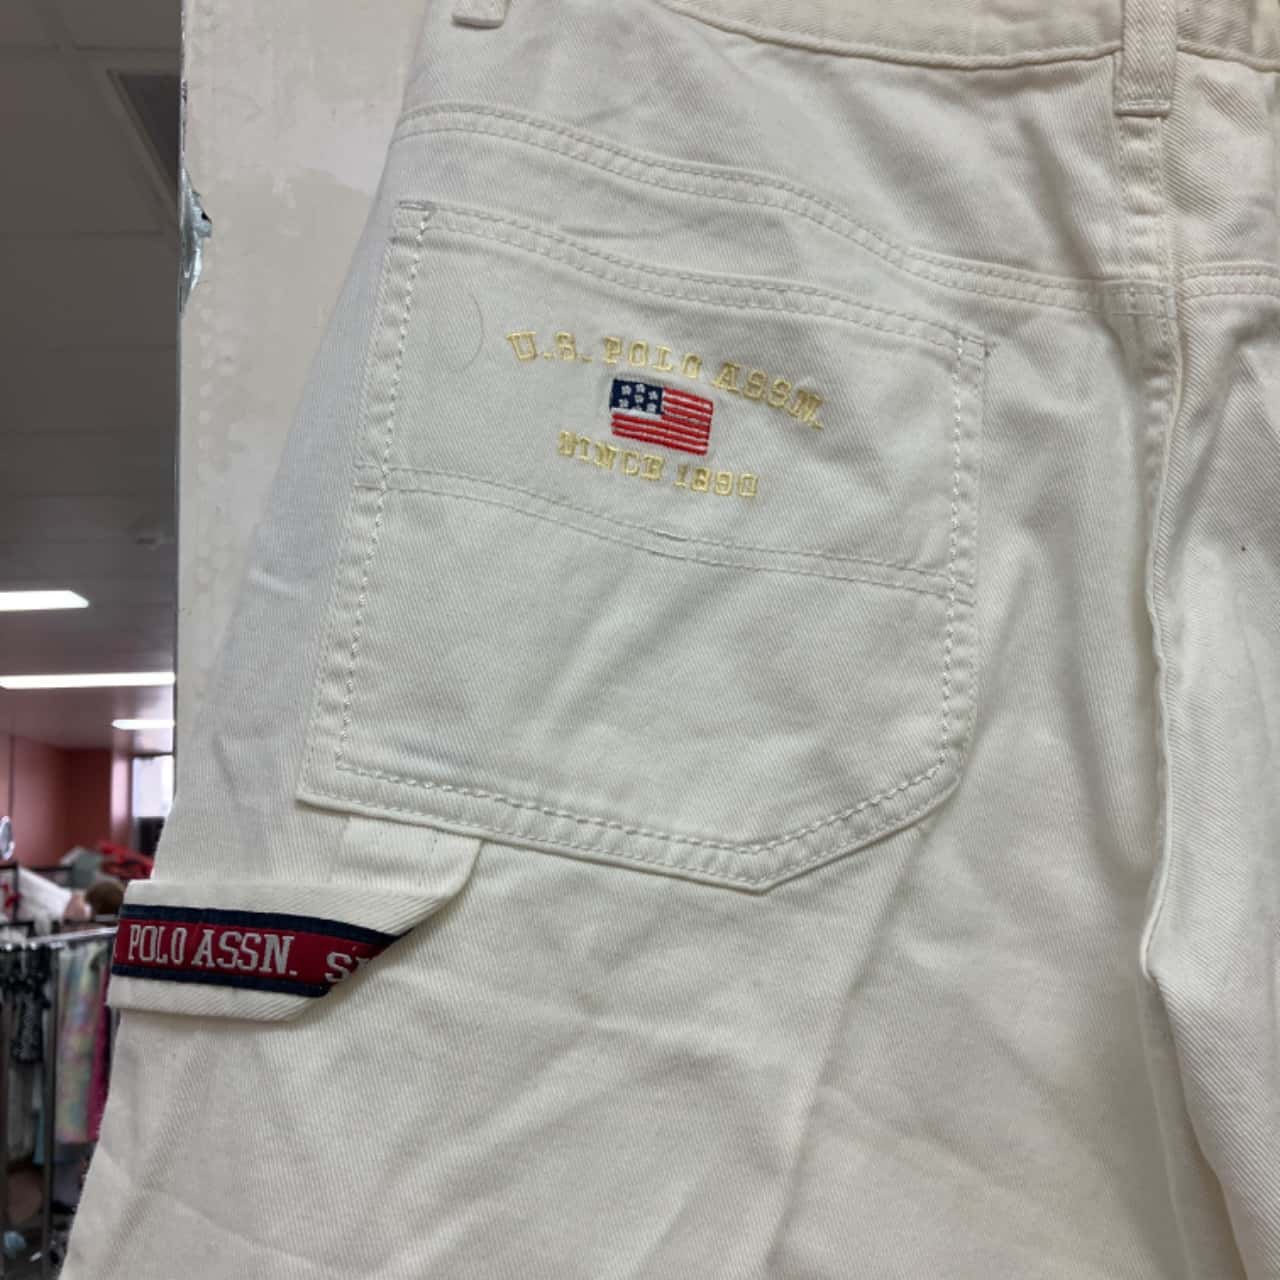 U.S. POLO ASSN.
SINCE 1890
. POLO ASSN. S